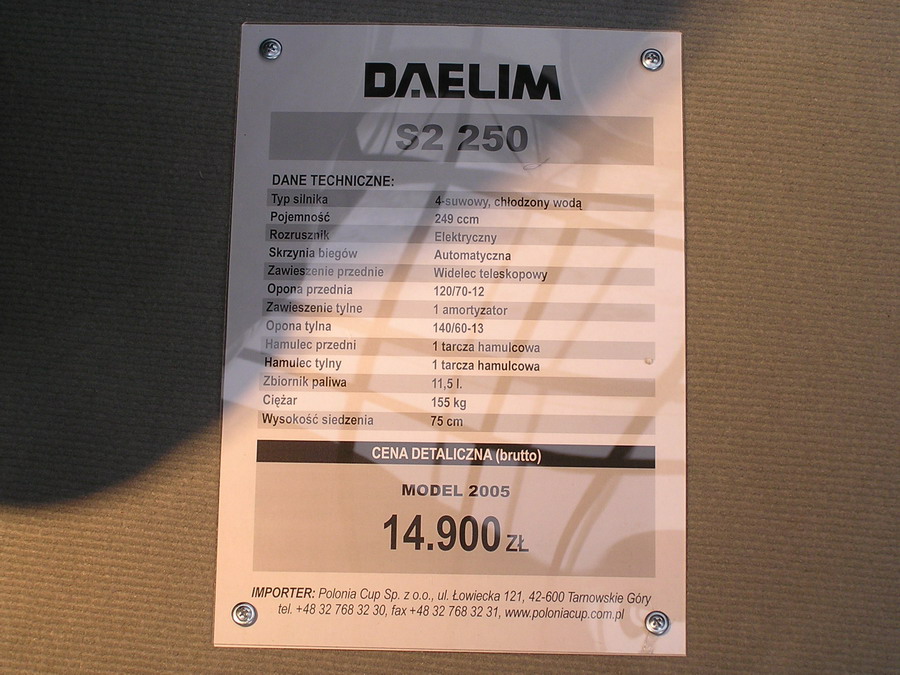 DAELIM
S2 250
DANE TECHNICZNE:
Typ silnika 4-suwowy, chłodzony wodą
Pojemność 249 ccm
Rozrusznik Elektryczny
Skrzynia biegów Automatyczna
Zawieszenie przednie Widelec teleskopowy
Opona przednia 120/70-12
Zawieszenie tylne 1 amortyzator
Opona tylna 140/60-13
Hamulec przedni 1 tarcza hamulcowa
Hamulec tylny 1 tarcza hamulcowa
Zbiornik paliwa 11,5 l.
Ciężar 155 kg
Wysokość siedzenia 75 cm
CENA DETALICZNA (brutto)
MODEL 2005
14.900 ZŁ
IMPORTER: Polonia Cup Sp. z o.o., ul. Łowiecka 121, 42-600 Tarnowskie Góry
tel. +48 32 768 32 30, fax +48 32 768 32 31, www.poloniacup.com.pl